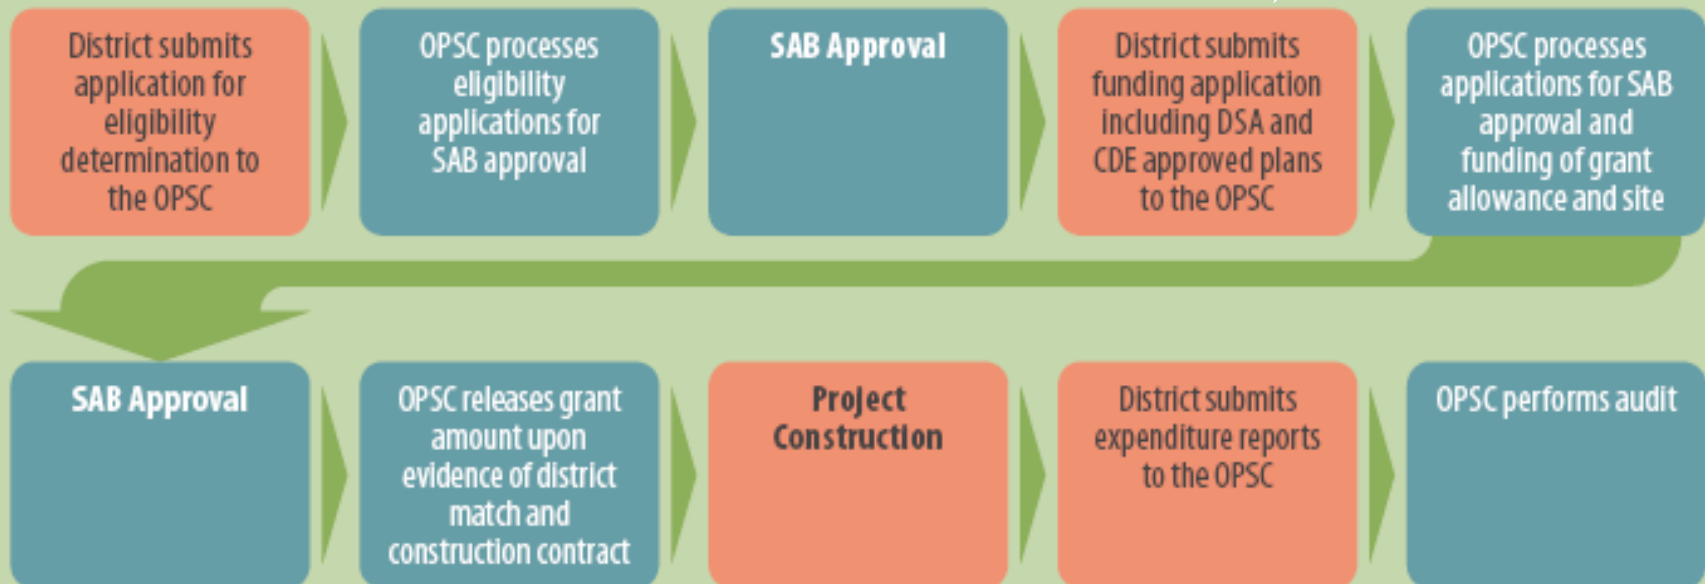 District submits
application for
eligibility
determination to
the OPSC
OPSC processes
eligibility
applications for
SAB approval
SAB Approval
District submits
funding application
including DSA and
CDE approved plans
to the OPSC
OPSC processes
applications for SAB
approval and
funding of grant
allowance and site
SAB Approval
OPSC releases grant
amount upon
evidence of district
match and
construction contract
Project
Construction
District submits
expenditure reports
to the OPSC
OPSC performs audit